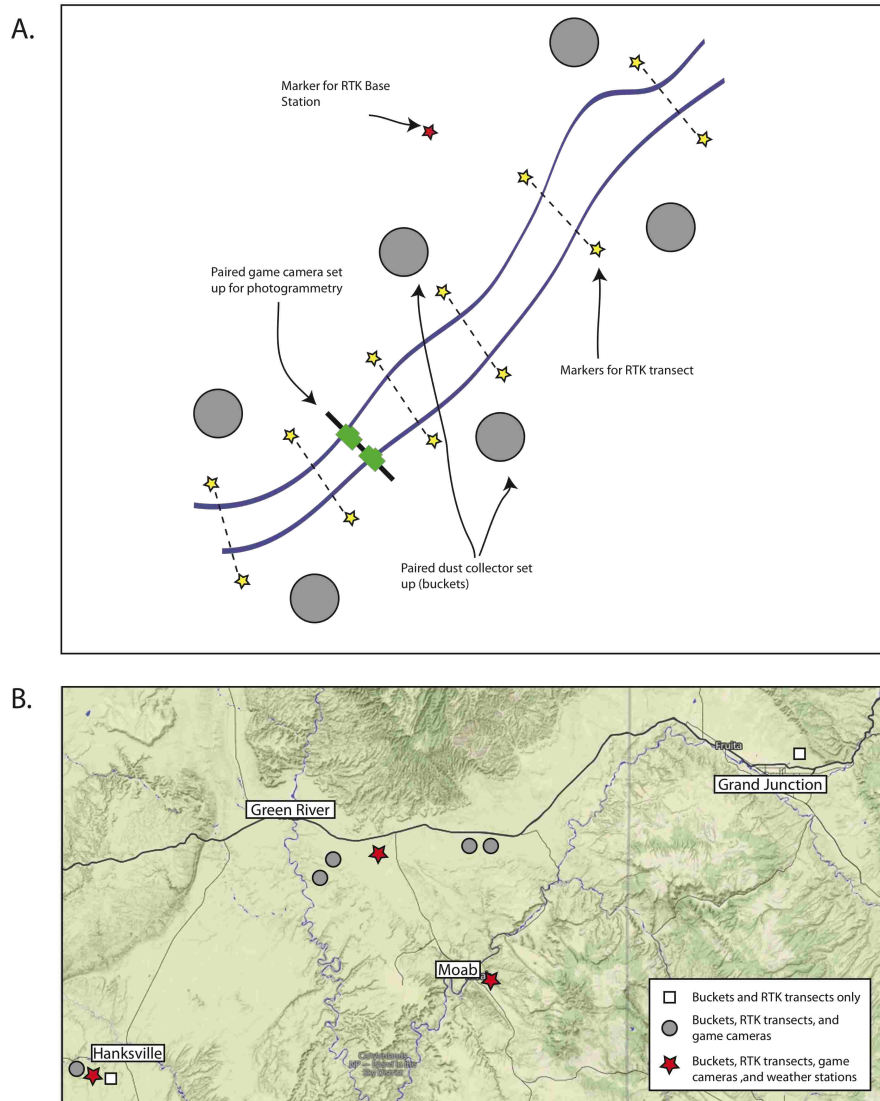 A.
Marker for RTK Base
Station
Paired game camera set
up for photogrammetry
Markers for RTK transect
Paired dust collector set
up (buckets)
B.
Fruita
Grand Junction
Green River
Moab
Hanksville
Buckets and RTK transects only
Buckets, RTK transects, and
game cameras
Buckets, RTK transects, game
cameras ,and weather stations